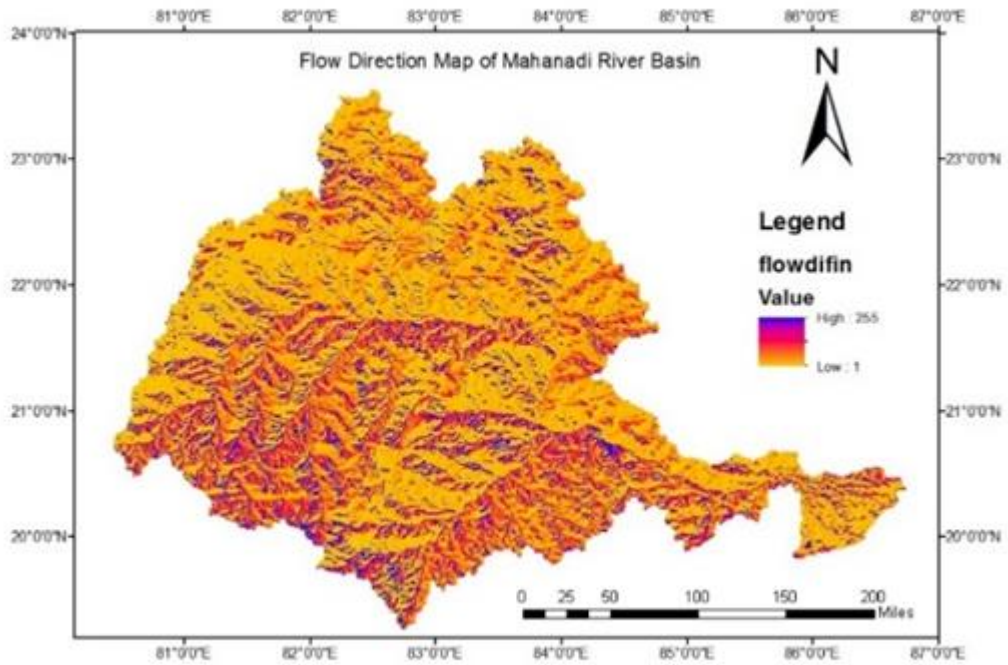 81°0'0"E 82°0'0"E 83°0'0"E 84°0'0"E 85°0'0"E 86°0'0"E 87°0'0"E
24°0'0"N
Flow Direction Map of Mahanadi River Basin
N
23°0'0"N 23°0'0"N
Legend
flowdifin
22°0'0"N 22°0'0"N
Value
High : 255
Low : 1
21°0'0"N 21°0'0"N
20°0'0"N 20°0'0"N
0 25 50 100 150 200
Miles
81°0'0"E 82°0'0"E 83°0'0"E 84°0'0"E 85°0'0"E 86°0'0"E 87°0'0"E